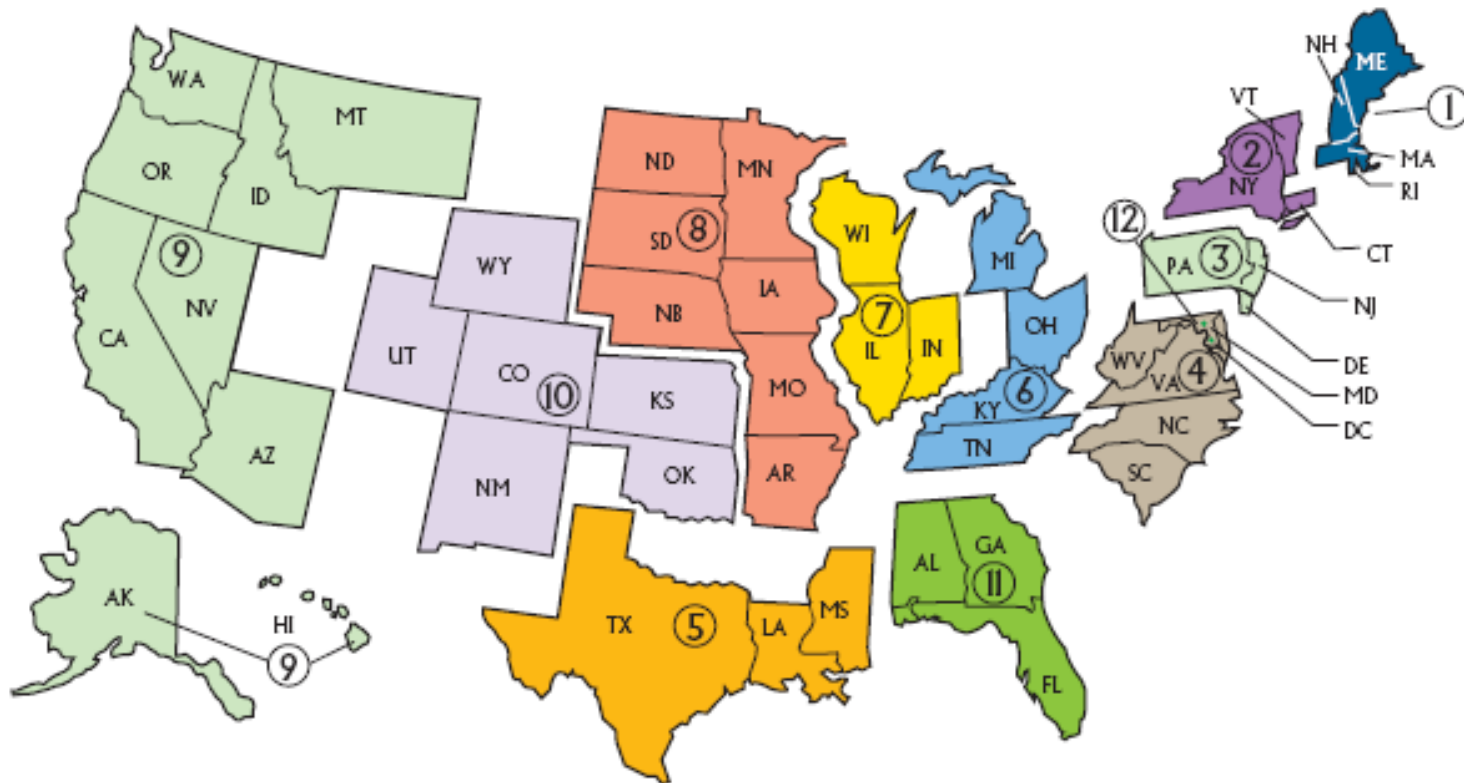 NH
ME
WA
MT
VT
1
ND
MN
2
MA
OR
NY
RI
ID
12
SD
8
WI
9
CT
WY
MI
PA
3
NV
IA
NJ
NB
7
OH
CA
UT
IL
IN
DE
CO
WV
VA
4
10
KS
MO
6
MD
KY
NC
DC
TN
AZ
OK
AR
SC
NM
GA
AL
AK
MS
11
HI
TX
5
LA
9
FL